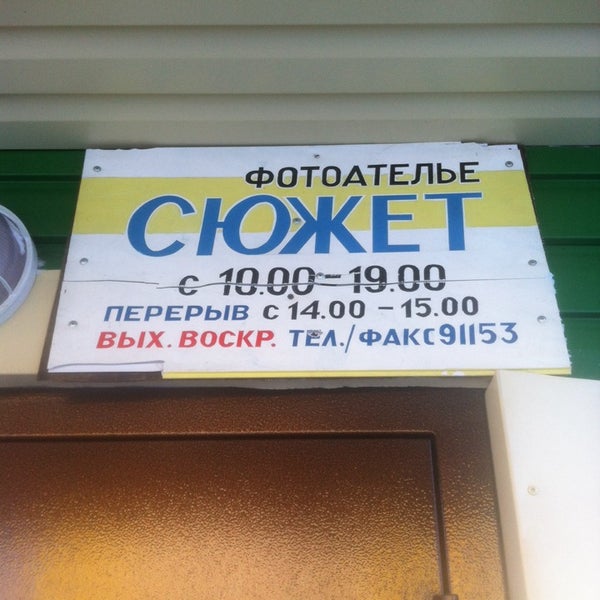 ФОТОАТЕЛЬЕ
СЮЖЕТ
С 10.00-19.00
ПЕРЕРЫВ С 14.00 - 15.00
ВЫХ. ВОСКР. ТЕЛ./ФАКС 91153